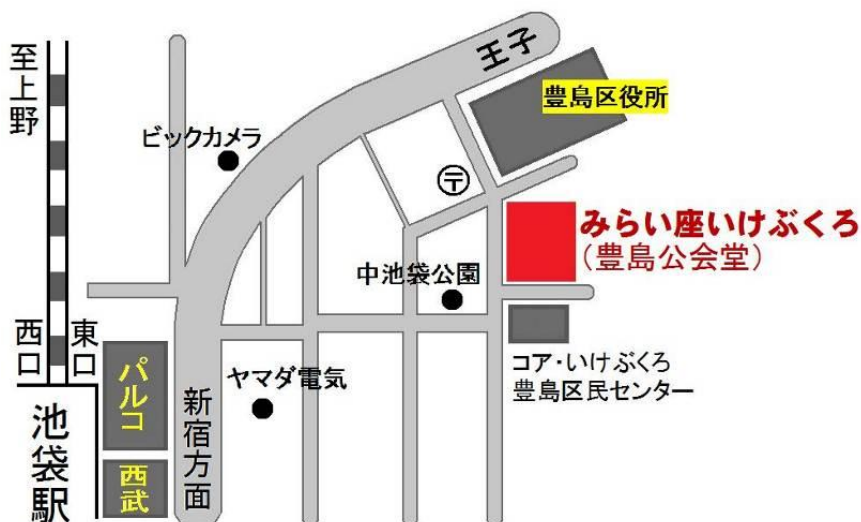 至上野
王子
豊島区役所
ビックカメラ
〒
みらい座いけぶくろ
(豊島公会堂)
中池袋公園
西口
東口
パルコ
ヤマダ電気
コア・いけぶくろ
豊島区民センター
新宿方面
池袋駅
西武